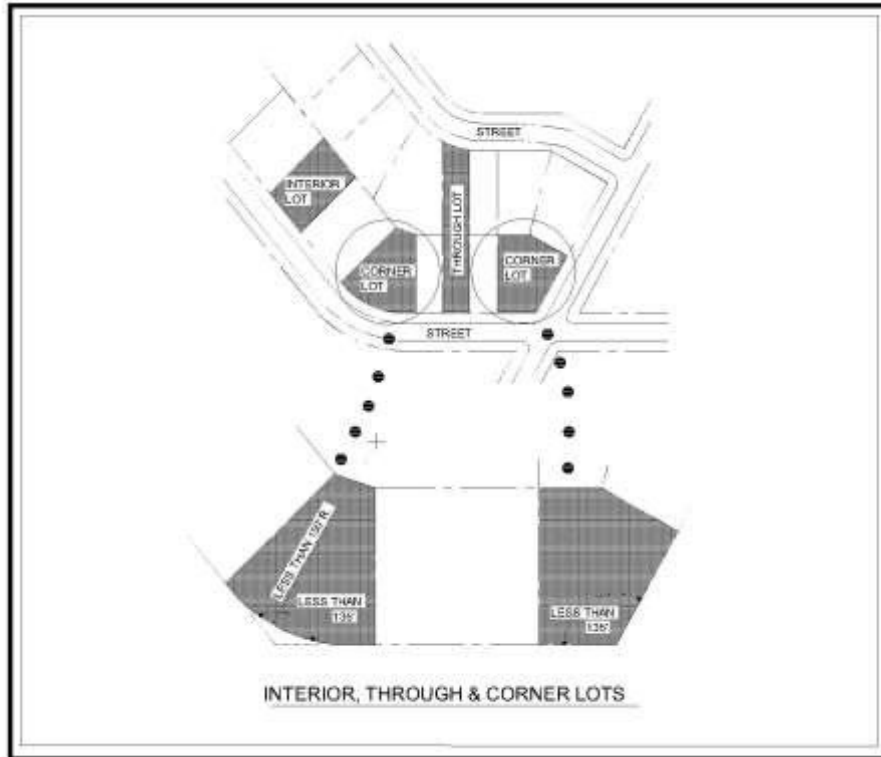 STREET
INTERIOR
LOT
THROUGH LOT
CORNER
LOT
CORNER
LOT
STREET
LESS THAN 150' R
LESS THAN
135'
LESS THAN
135'
INTERIOR, THROUGH & CORNER LOTS